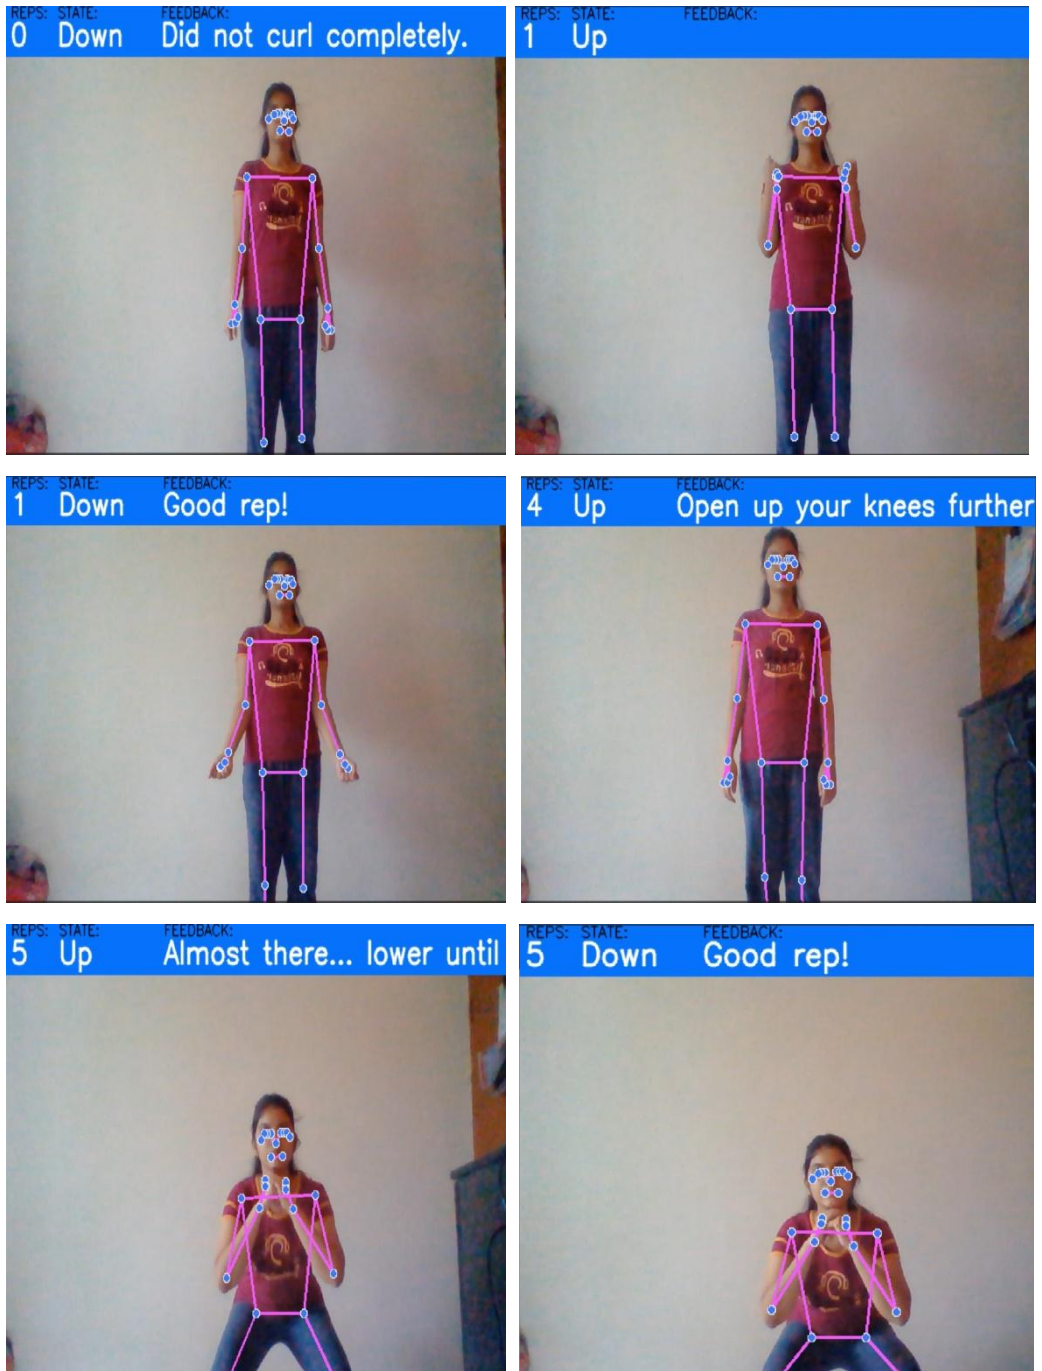 REPS: STATE: FEEDBACK:
0 Down Did not curl completely.
REPS: STATE: FEEDBACK:
1 Up
REPS: STATE: FEEDBACK:
1 Down Good rep!
REPS: STATE: FEEDBACK:
4 Up Open up your knees further
REPS: STATE: FEEDBACK:
5 Up Almost there... lower until
REPS: STATE: FEEDBACK:
5 Down Good rep!